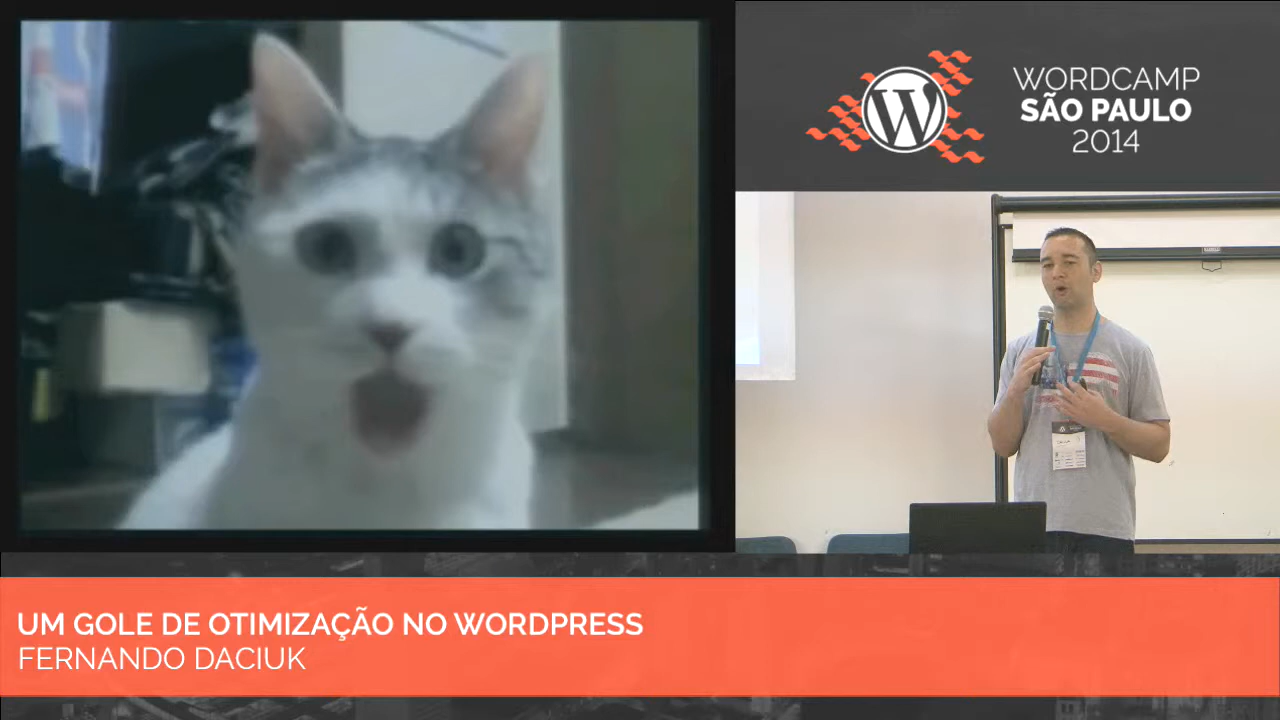 WORDCAMP
SÃO PAULO
2014
UM GOLE DE OTIMIZAÇÃO NO WORDPRESS
FERNANDO DACIUK